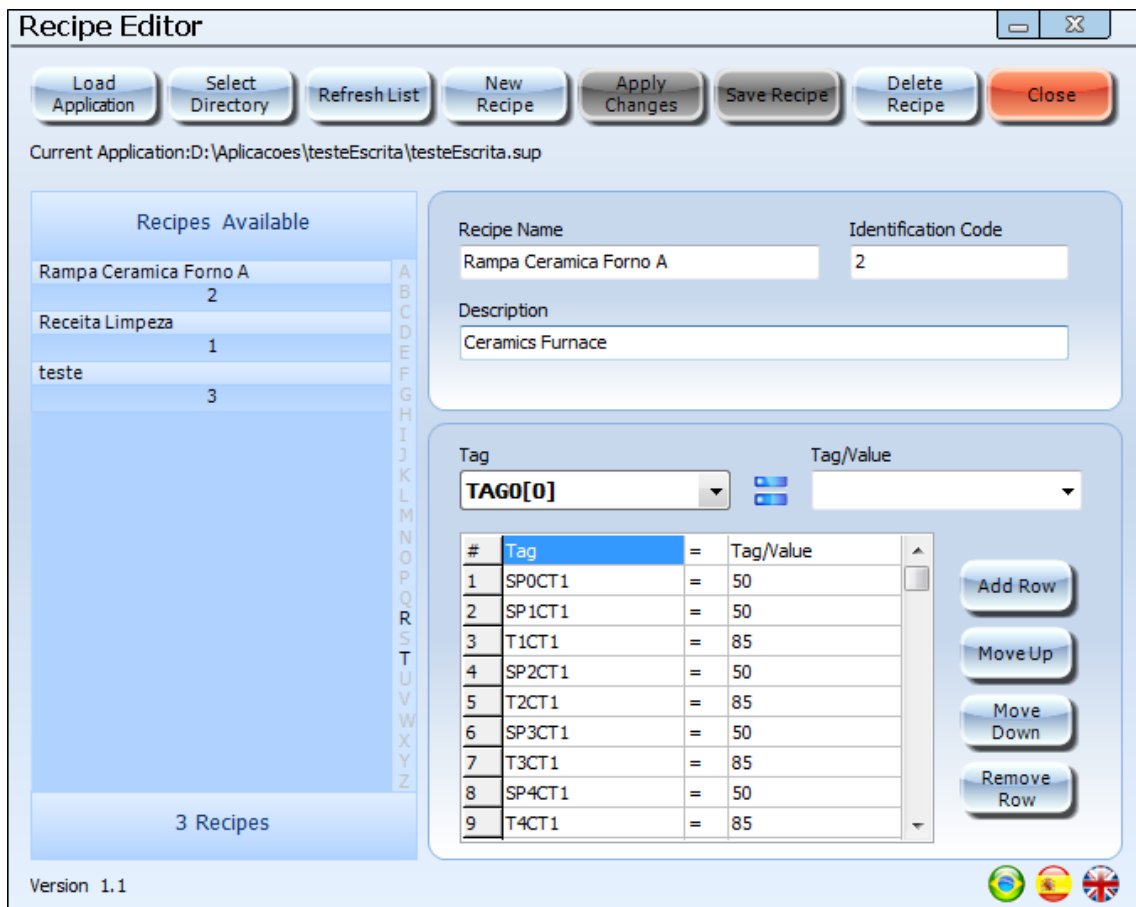 Recipe Editor
Load Application
Select Directory
Refresh List
New Recipe
Apply Changes
Save Recipe
Delete Recipe
Close
Current Application:D:\Aplicacoes\testeEscrita\testeEscrita.sup
Recipes Available
Rampa Ceramica Forno A
2
Receita Limpeza
1
teste
3
A
B
C
D
E
F
G
H
I
J
K
L
M
N
O
P
Q
R
S
T
U
V
W
X
Y
Z
3 Recipes
Recipe Name
Identification Code
Rampa Ceramica Forno A
2
Description
Ceramics Furnace
Tag
Tag/Value
TAG0[0]
# Tag = Tag/Value
1 SP0CT1 = 50
2 SP1CT1 = 50
3 T1CT1 = 85
4 SP2CT1 = 50
5 T2CT1 = 85
6 SP3CT1 = 50
7 T3CT1 = 85
8 SP4CT1 = 50
9 T4CT1 = 85
Add Row
Move Up
Move Down
Remove Row
Version 1.1